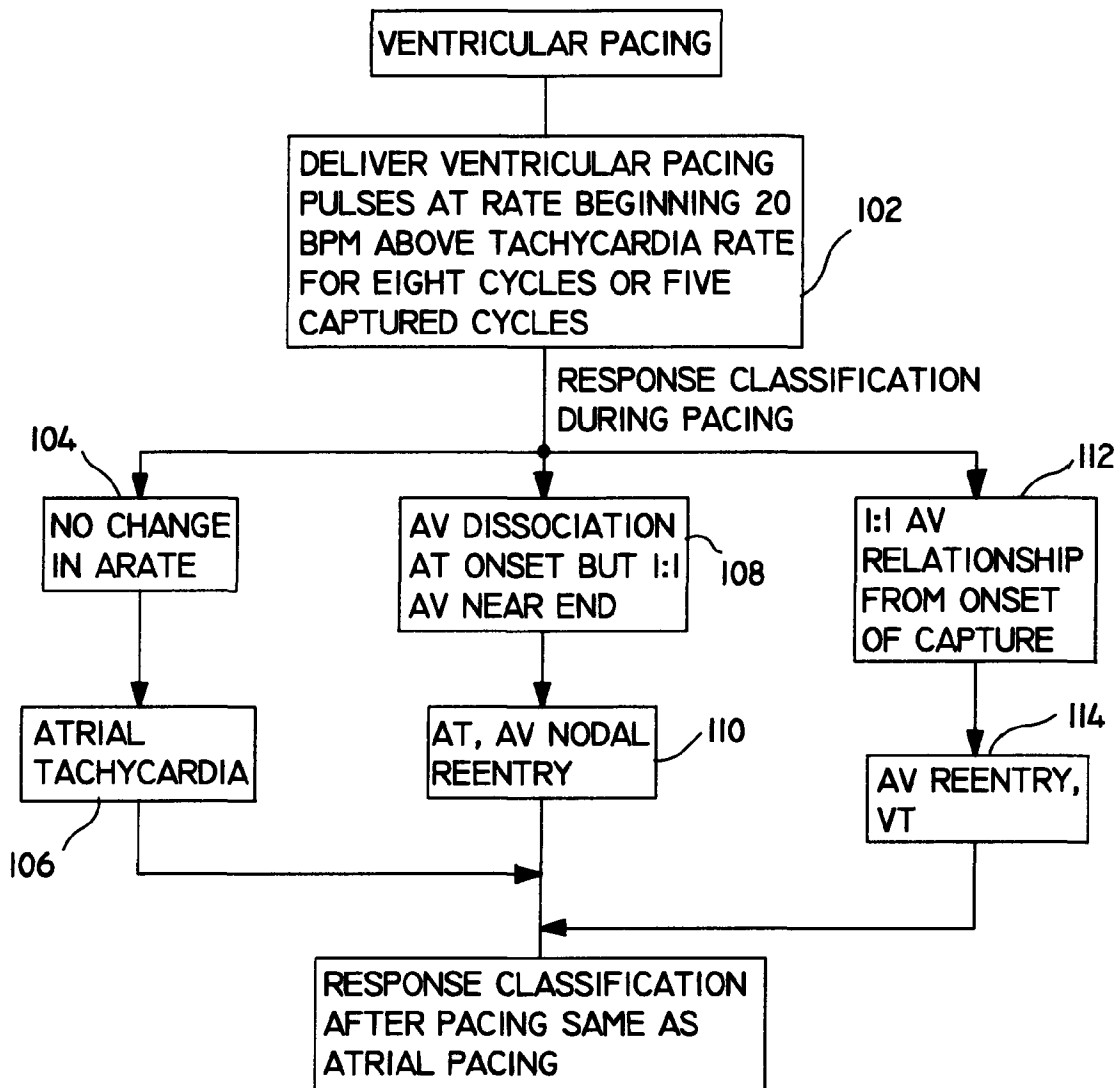 VENTRICULAR PACING
DELIVER VENTRICULAR PACING
PULSES AT RATE BEGINNING 20
BPM ABOVE TACHYCARDIA RATE
FOR EIGHT CYCLES OR FIVE
CAPTURED CYCLES
102
RESPONSE CLASSIFICATION
DURING PACING
104
NO CHANGE
IN ARATE
AV DISSOCIATION
AT ONSET BUT 1:1
AV NEAR END
108
112
1:1 AV
RELATIONSHIP
FROM ONSET
OF CAPTURE
ATRIAL
TACHYCARDIA
106
AT, AV NODAL
REENTRY
110
114
AV REENTRY,
VT
RESPONSE CLASSIFICATION
AFTER PACING SAME AS
ATRIAL PACING